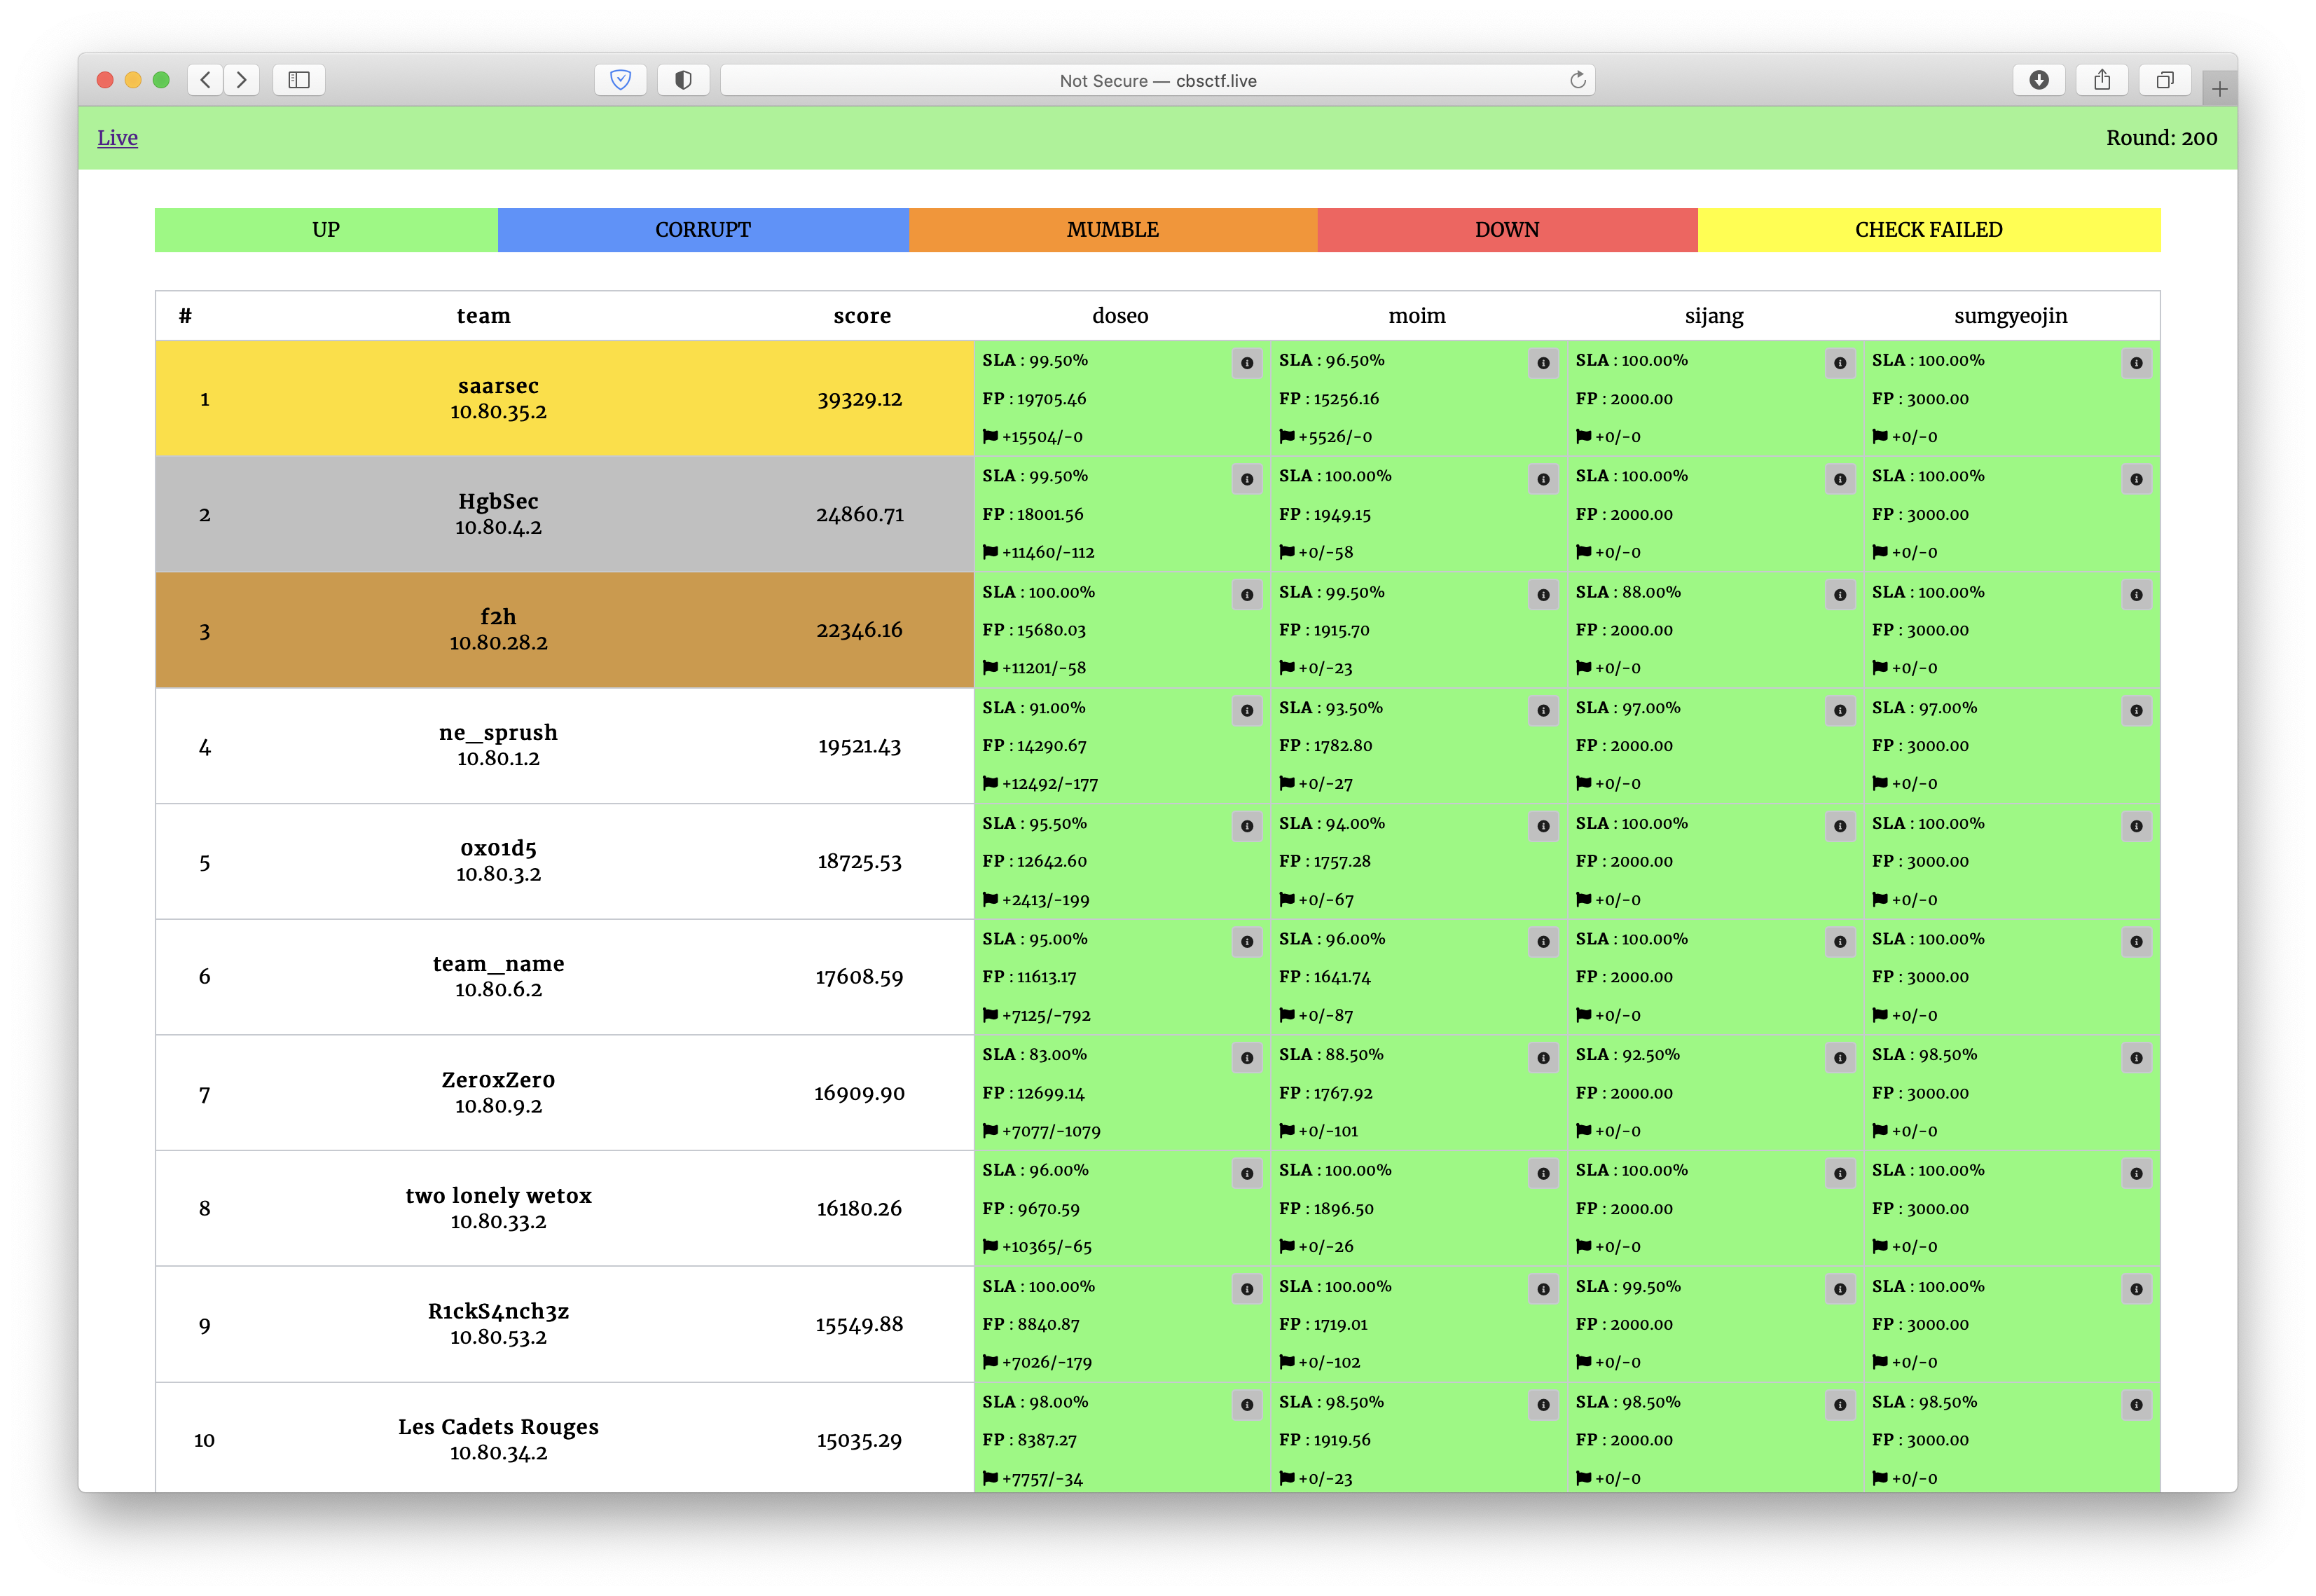 Not Secure — cbsctf.live
Live
Round: 200
UP CORRUPT MUMBLE DOWN CHECK FAILED
# team score doseo moim sijang sumgyeojin
SLA : 99.50% SLA : 96.50% SLA : 100.00% SLA : 100.00%
1 saarsec 10.80.35.2 39329.12 FP : 19705.46 FP : 15256.16 FP : 2000.00 FP : 3000.00
+15504/-0 +5526/-0 +0/-0 +0/-0
SLA : 99.50% SLA : 100.00% SLA : 100.00% SLA : 100.00%
2 HgbSec 10.80.4.2 24860.71 FP : 18001.56 FP : 1949.15 FP : 2000.00 FP : 3000.00
+11460/-112 +0/-58 +0/-0 +0/-0
SLA : 100.00% SLA : 99.50% SLA : 88.00% SLA : 100.00%
3 f2h 10.80.28.2 22346.16 FP : 15680.03 FP : 1915.70 FP : 2000.00 FP : 3000.00
+11201/-58 +0/-23 +0/-0 +0/-0
SLA : 91.00% SLA : 93.50% SLA : 97.00% SLA : 97.00%
4 ne_sprush 10.80.1.2 19521.43 FP : 14290.67 FP : 1782.80 FP : 2000.00 FP : 3000.00
+12492/-177 +0/-27 +0/-0 +0/-0
SLA : 95.50% SLA : 94.00% SLA : 100.00% SLA : 100.00%
5 0x01d5 10.80.3.2 18725.53 FP : 12642.60 FP : 1757.28 FP : 2000.00 FP : 3000.00
+2413/-199 +0/-67 +0/-0 +0/-0
SLA : 95.00% SLA : 96.00% SLA : 100.00% SLA : 100.00%
6 team_name 10.80.6.2 17608.59 FP : 11613.17 FP : 1641.74 FP : 2000.00 FP : 3000.00
+7125/-792 +0/-87 +0/-0 +0/-0
SLA : 83.00% SLA : 88.50% SLA : 92.50% SLA : 98.50%
7 Zer0xZer0 10.80.9.2 16909.90 FP : 12699.14 FP : 1767.92 FP : 2000.00 FP : 3000.00
+7077/-1079 +0/-101 +0/-0 +0/-0
SLA : 96.00% SLA : 100.00% SLA : 100.00% SLA : 100.00%
8 two lonely wetox 10.80.33.2 16180.26 FP : 9670.59 FP : 1896.50 FP : 2000.00 FP : 3000.00
+10365/-65 +0/-26 +0/-0 +0/-0
SLA : 100.00% SLA : 100.00% SLA : 99.50% SLA : 100.00%
9 R1ckS4nch3z 10.80.53.2 15549.88 FP : 8840.87 FP : 1719.01 FP : 2000.00 FP : 3000.00
+7026/-179 +0/-102 +0/-0 +0/-0
SLA : 98.00% SLA : 98.50% SLA : 98.50% SLA : 98.50%
10 Les Cadets Rouges 10.80.34.2 15035.29 FP : 8387.27 FP : 1919.56 FP : 2000.00 FP : 3000.00
+7757/-34 +0/-23 +0/-0 +0/-0